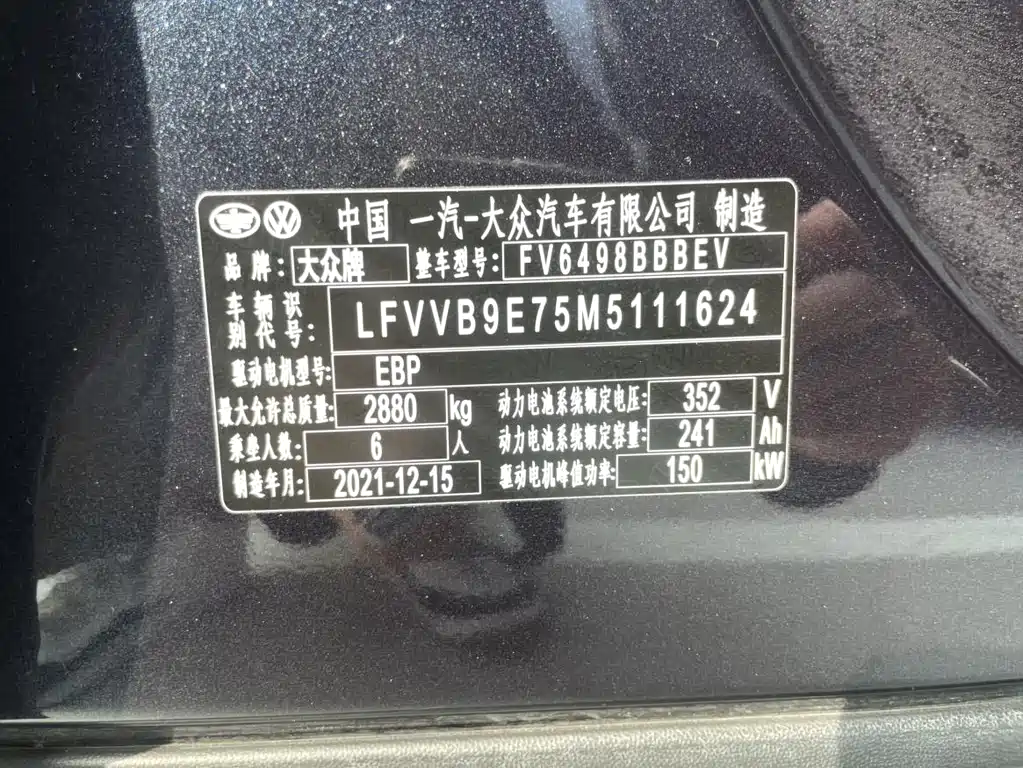 中国 一汽-大众汽车有限公司 制造
品牌: 大众牌 整车型号: FV6498BBBEV
车辆识
别代号: LFVVB9E75M5111624
驱动电机型号: EBP
最大允许总质量: 2880 kg 动力电池系统额定电压: 352 V
乘坐人数: 6 人 动力电池系统额定容量: 241 Ah
制造年月: 2021-12-15 驱动电机峰值功率: 150 kW